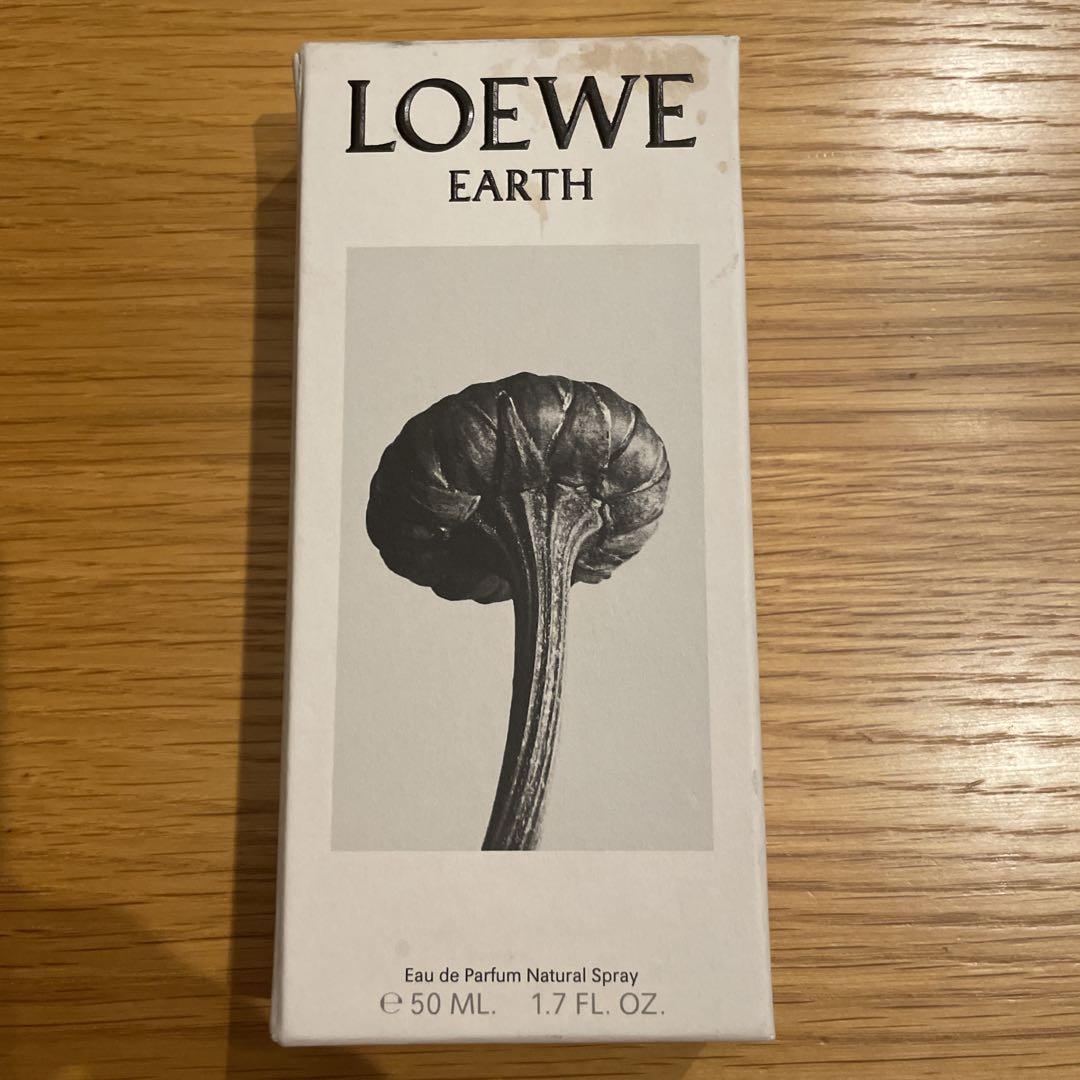 LOEWE
EARTH
Eau de Parfum Natural Spray
℮ 50 ML. 1.7 FL. OZ.